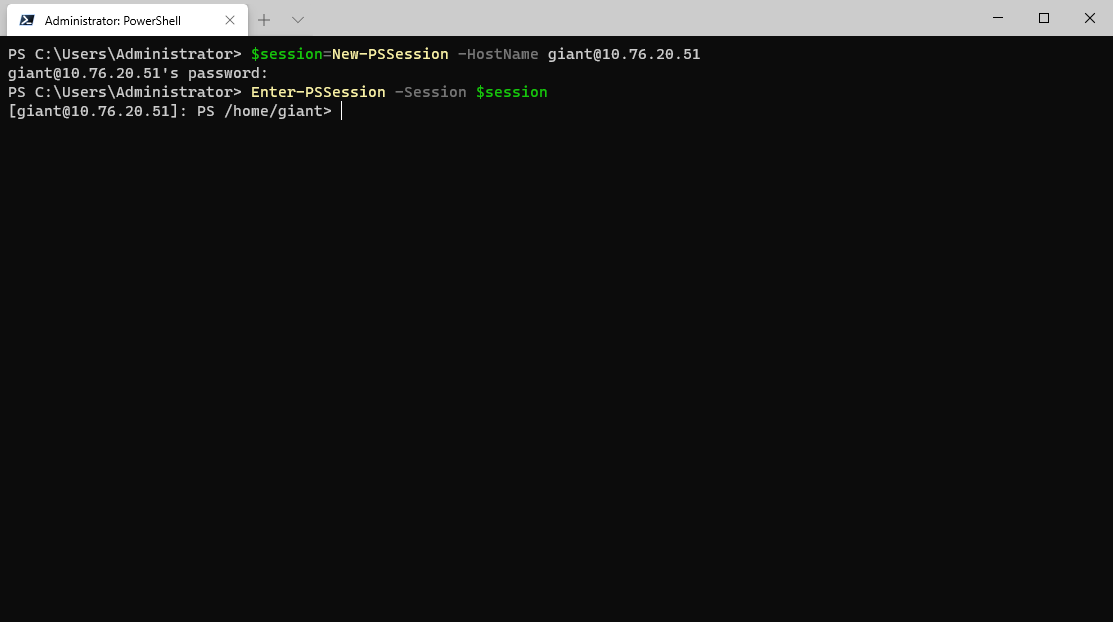 Administrator: PowerShell
PS C:\Users\Administrator> $session=New-PSSession -HostName giant@10.76.20.51
giant@10.76.20.51's password:
PS C:\Users\Administrator> Enter-PSSession -Session $session
[giant@10.76.20.51]: PS /home/giant>